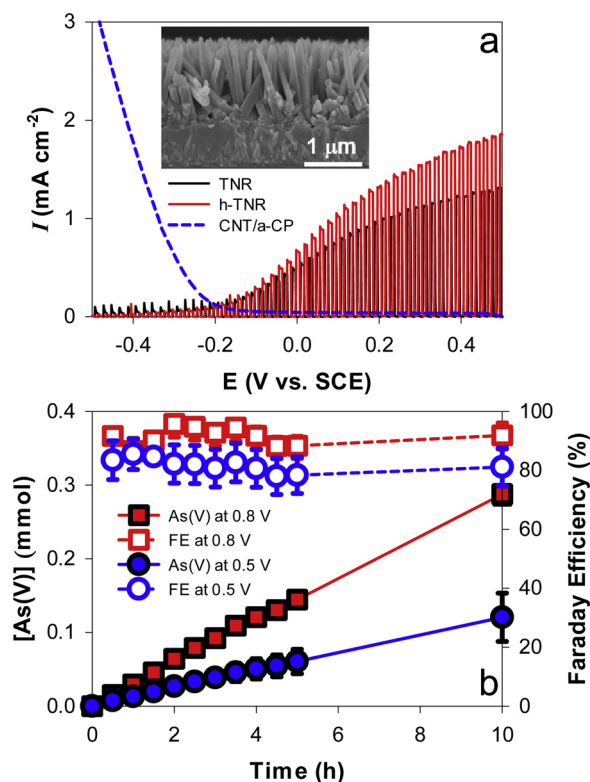 a
3
2
1
0
I (mA cm-2)
1 μm
TNR
h-TNR
CNT/a-CP
-0.4
-0.2
0.0
0.2
0.4
E (V vs. SCE)
0.4
0.3
0.2
0.1
0.0
[As(V)] (mmol)
As(V) at 0.8 V
FE at 0.8 V
As(V) at 0.5 V
FE at 0.5 V
100
80
60
40
20
0
Faraday Efficiency (%)
b
0
2
4
6
8
10
Time (h)